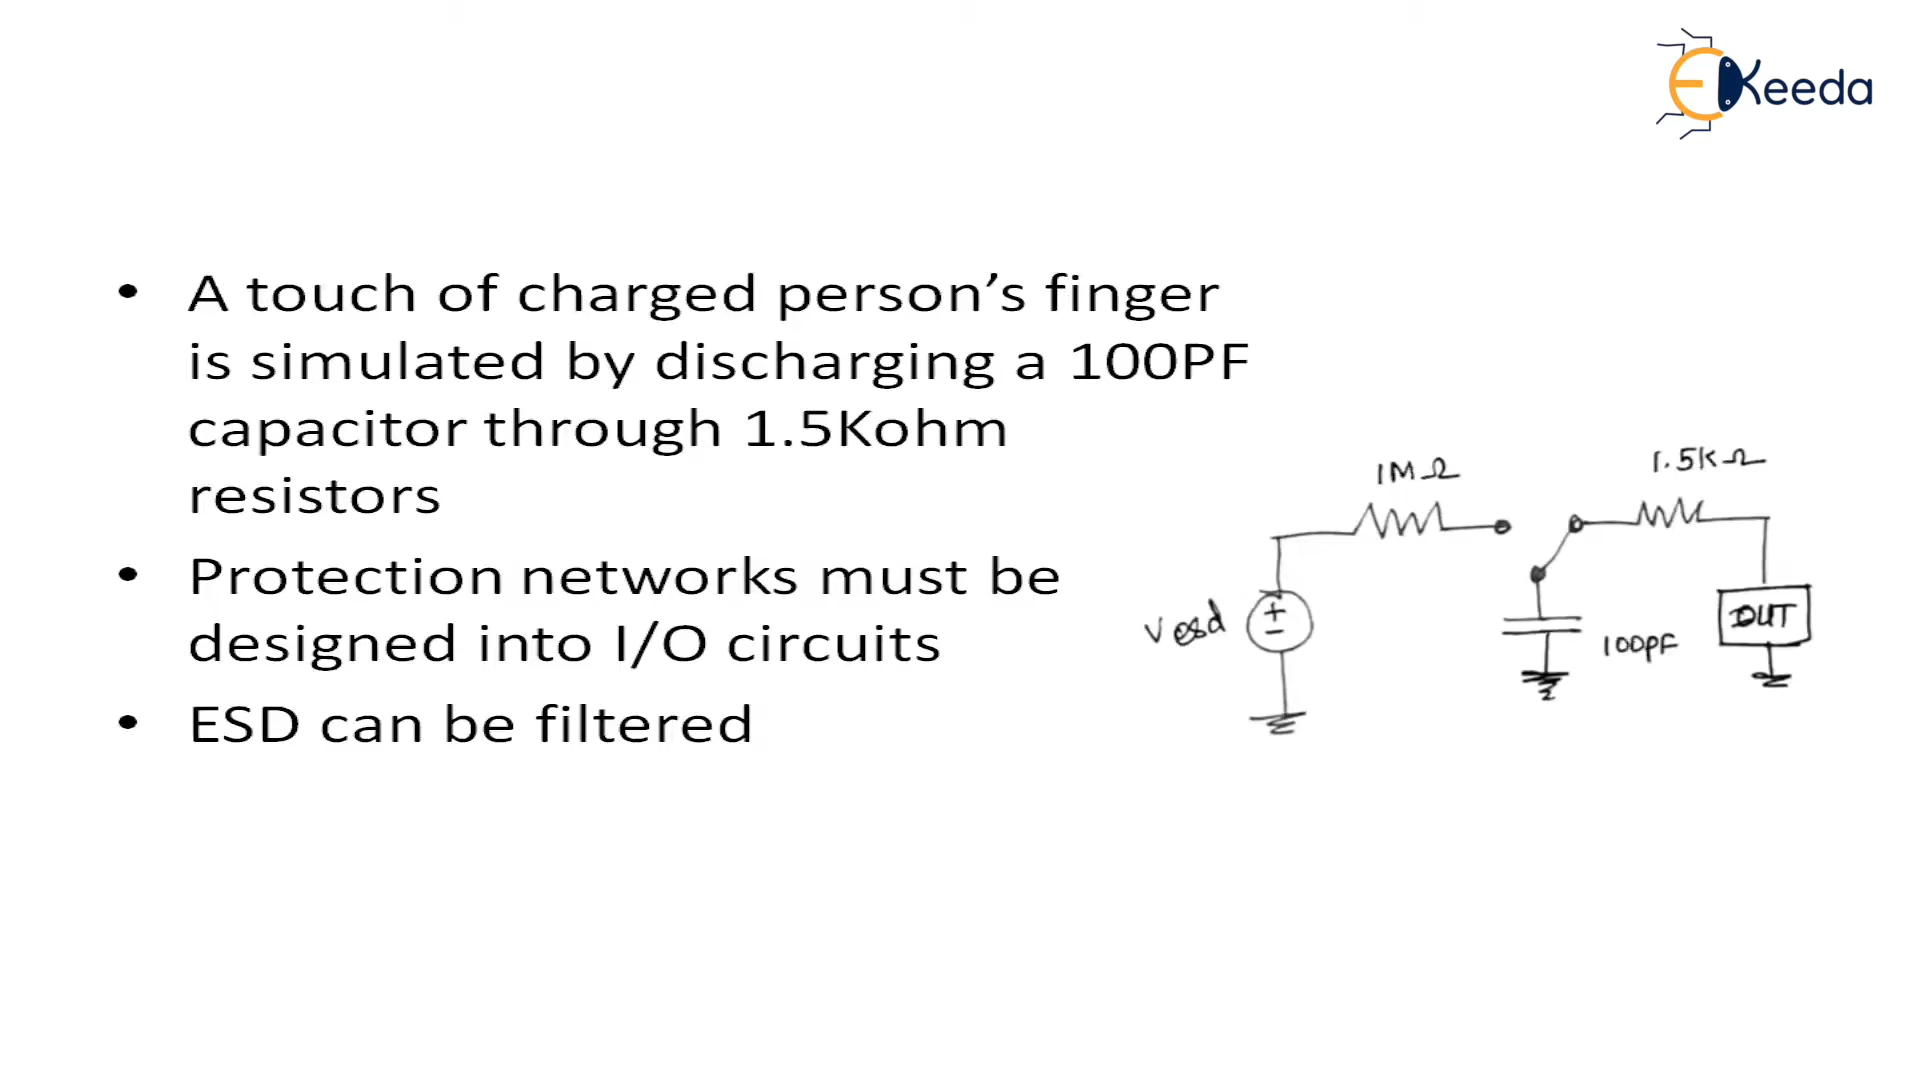 EKeeda
• A touch of charged person’s finger
is simulated by discharging a 100PF
capacitor through 1.5Kohm
resistors
• Protection networks must be
designed into I/O circuits
• ESD can be filtered
1MΩ
1.5kΩ
Vesd
+
-
100PF
DUT